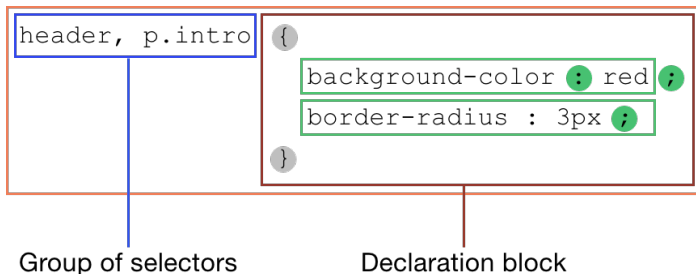 header, p.intro {
background-color : red ;
border-radius : 3px ;
}
Group of selectors
Declaration block